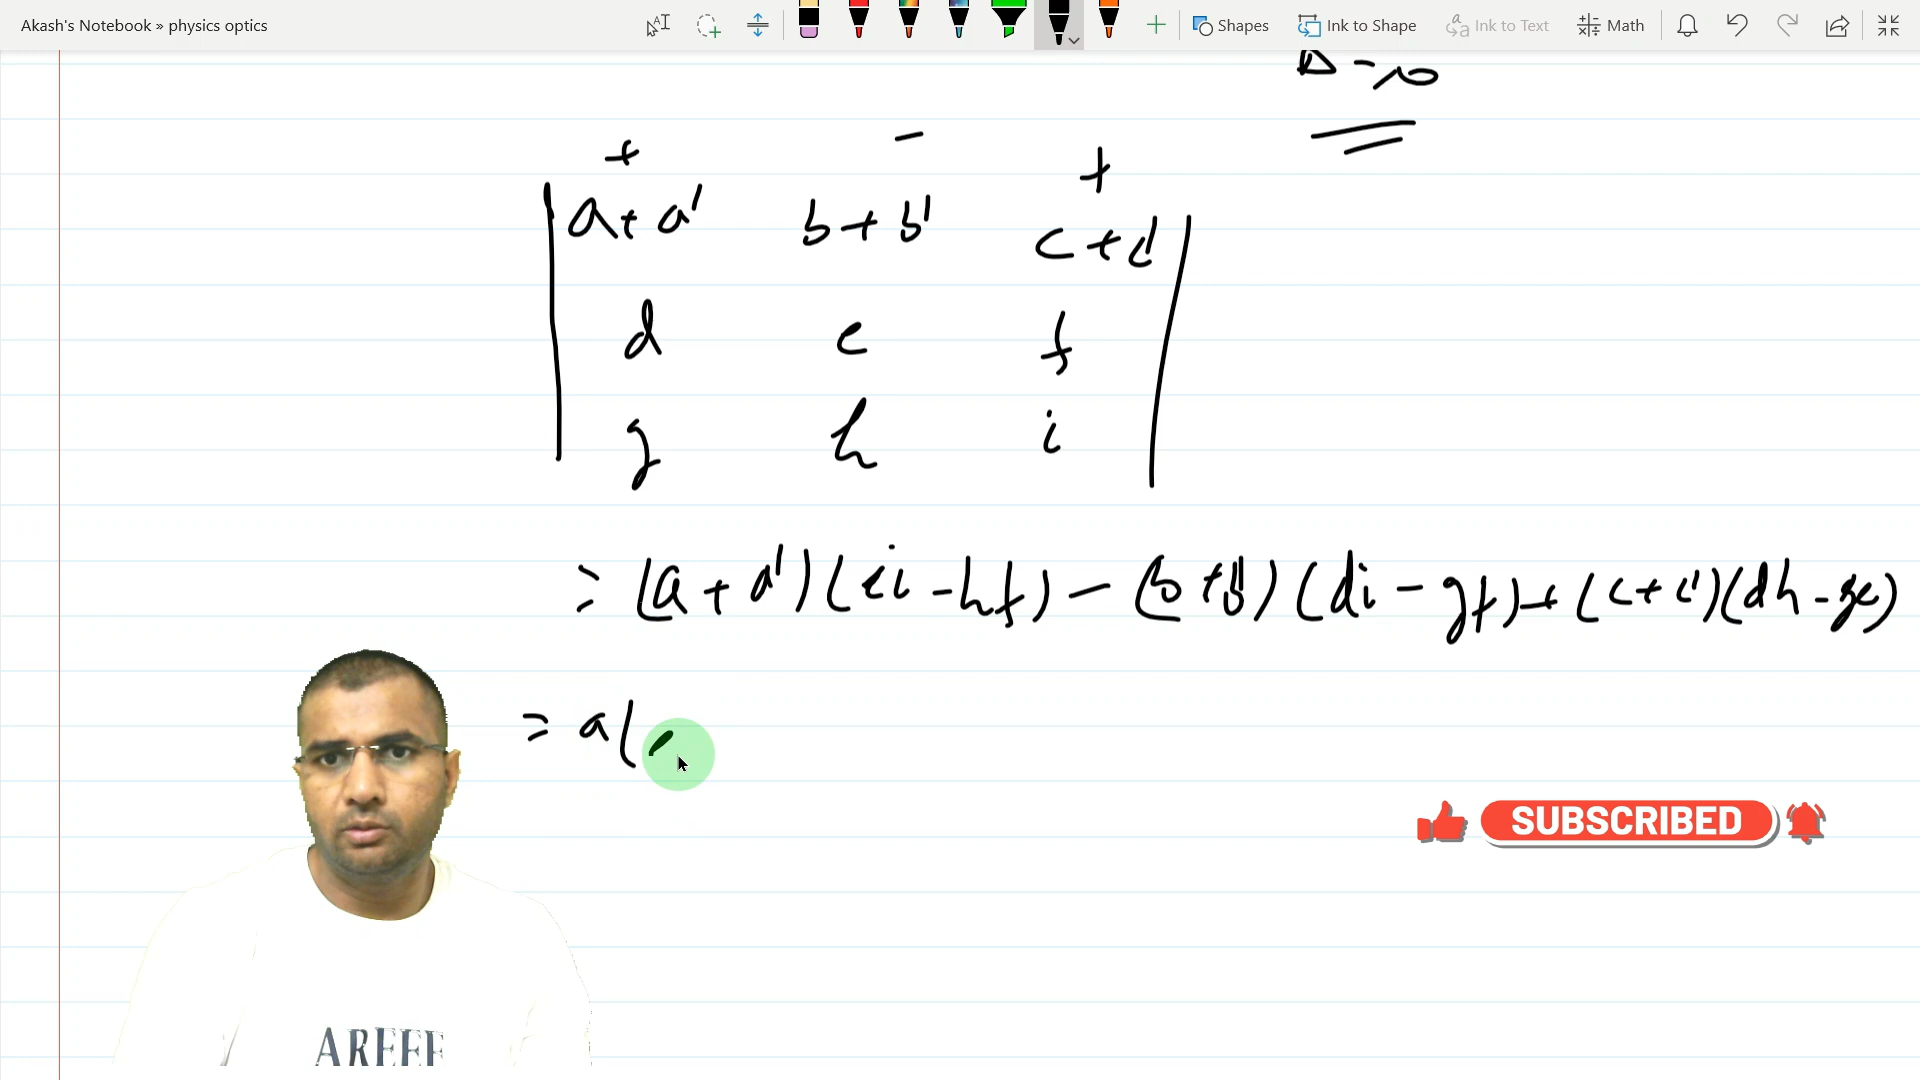 Akash's Notebook » physics optics
Shapes
Ink to Shape
Ink to Text
Math
+ - +
a+a' b+b' c+c'
d e f
g h i
= (a+a')(ei-hf)-(b+b')(di-gf)+(c+c')(dh-ge)
= a(
SUBSCRIBED